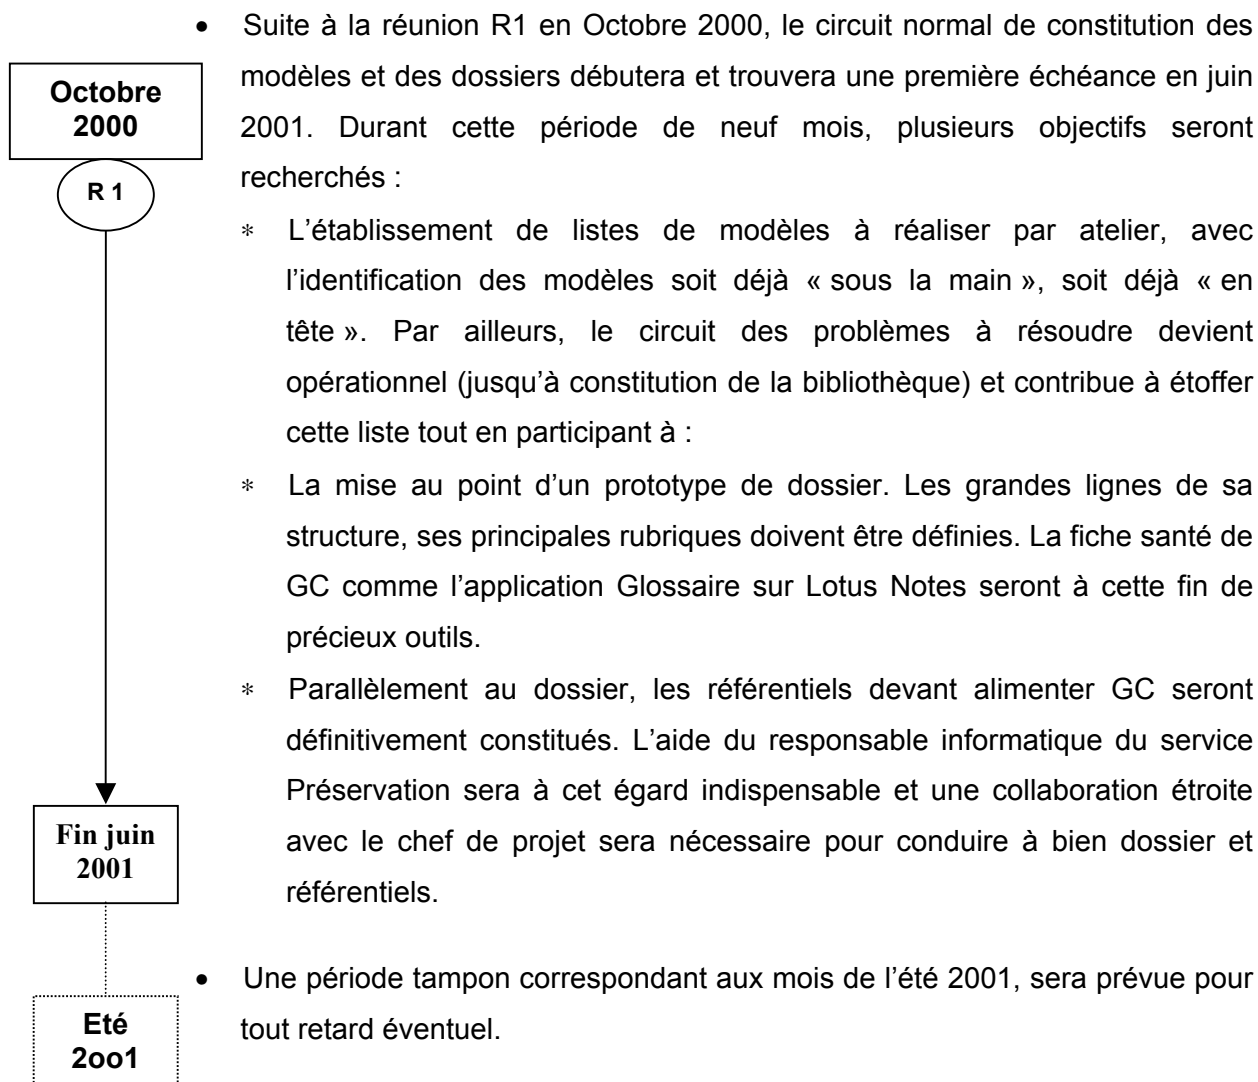 • Suite à la réunion R1 en Octobre 2000, le circuit normal de constitution des
modèles et des dossiers débutera et trouvera une première échéance en juin
2001. Durant cette période de neuf mois, plusieurs objectifs seront
recherchés :
Octobre
2000
R 1
* L’établissement de listes de modèles à réaliser par atelier, avec
l’identification des modèles soit déjà « sous la main », soit déjà « en
tête ». Par ailleurs, le circuit des problèmes à résoudre devient
opérationnel (jusqu’à constitution de la bibliothèque) et contribue à étoffer
cette liste tout en participant à :
* La mise au point d’un prototype de dossier. Les grandes lignes de sa
structure, ses principales rubriques doivent être définies. La fiche santé de
GC comme l’application Glossaire sur Lotus Notes seront à cette fin de
précieux outils.
* Parallèlement au dossier, les référentiels devant alimenter GC seront
définitivement constitués. L’aide du responsable informatique du service
Préservation sera à cet égard indispensable et une collaboration étroite
avec le chef de projet sera nécessaire pour conduire à bien dossier et
référentiels.
Fin juin
2001
• Une période tampon correspondant aux mois de l’été 2001, sera prévue pour
tout retard éventuel.
Eté
2oo1